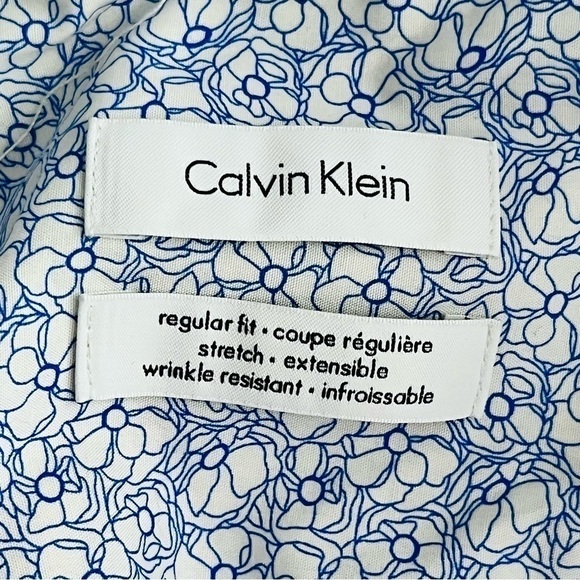 Calvin Klein
regular fit • coupe régulière
stretch • extensible
wrinkle resistant • infroissable